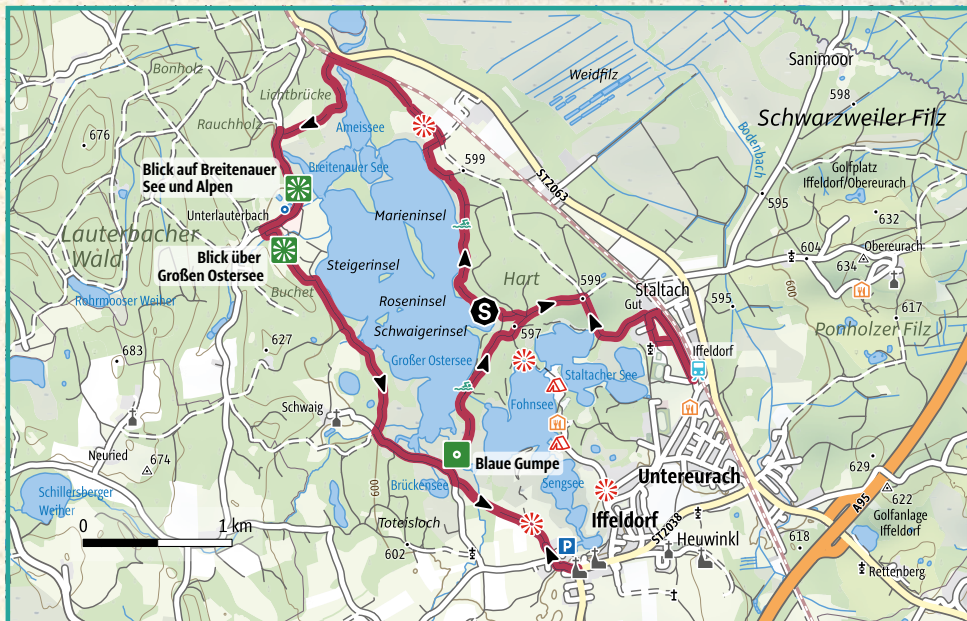 Bonholz
Weidfilz
Sanimoor
Lichtbrücke
598
Schwarzweiler Filz
Rauchholz
Ameissee
676
Bodenbach
599
Blick auf Breitenauer
See und Alpen
Breitenauer See
Golfplatz
Iffeldorf/Obereurach
ST2063
595
Unterlauterbach
Marieninsel
632
Lauterbacher
Wald
604
Obereurach
Blick über
Großen Ostersee
Steigerinsel
634
Hart
599
600
Buchet
Staltach
Gut
Rohrmooser Weiher
Roseninsel
S
595
617
Schwaigerinsel
597
Ponholzer Filz
627
683
Großer Ostersee
Iffeldorf
Staltacher See
Fohnsee
Schwaig
Neuried
674
Blaue Gumpe
629
Untereurach
Schillersberger
Weiher
600
Brückensee
Sengsee
A95
622
Golfanlage
Iffeldorf
0
1 km
Toteisloch
Iffeldorf
ST2038
Heuwinkl
618
602
P
Rettenberg